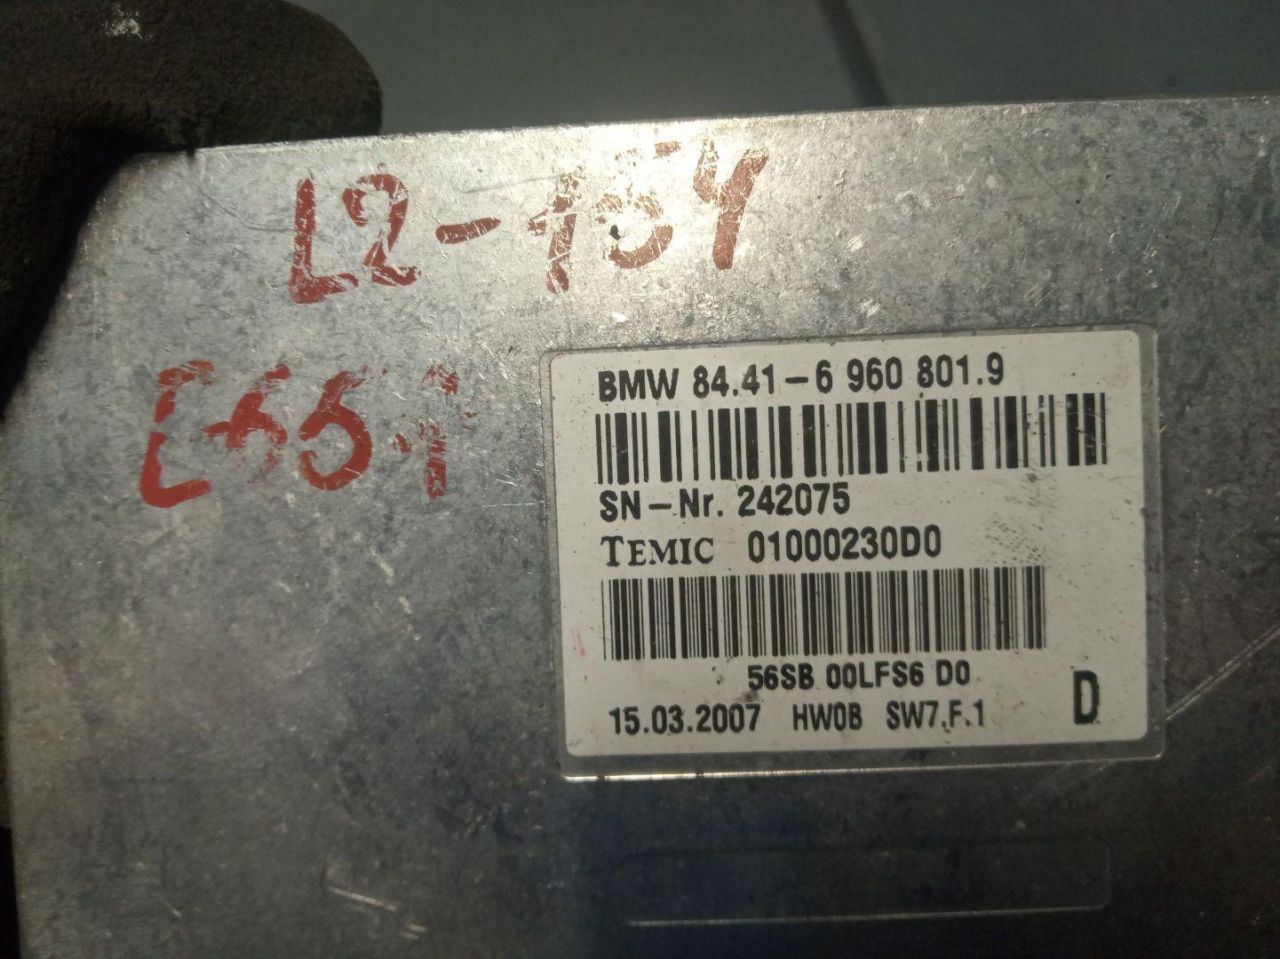 L2-154
E65.1
BMW 84.41-6 960 801.9
SN-Nr. 242075
TEMIC 01000230D0
56SB 00LFS6 D0
15.03.2007 HW0B SW7.F.1 D